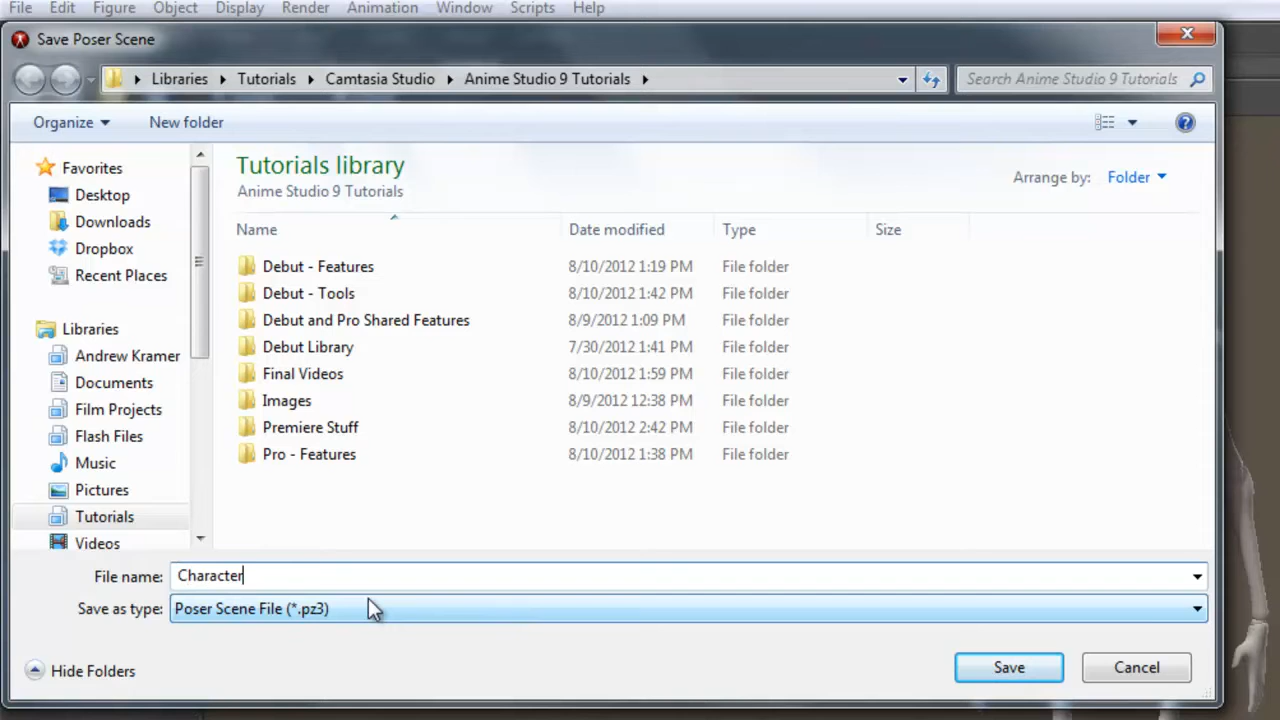 File Edit Figure Object Display Render Animation Window Scripts Help
Save Poser Scene
Libraries Tutorials Camtasia Studio Anime Studio 9 Tutorials Search Anime Studio 9 Tutorials
Organize New folder
Favorites
Desktop
Downloads
Dropbox
Recent Places
Libraries
Andrew Kramer
Documents
Film Projects
Flash Files
Music
Pictures
Tutorials
Videos
Tutorials library
Anime Studio 9 Tutorials
Arrange by: Folder
Name Date modified Type Size
Debut - Features 8/10/2012 1:19 PM File folder
Debut - Tools 8/10/2012 1:42 PM File folder
Debut and Pro Shared Features 8/9/2012 1:09 PM File folder
Debut Library 7/30/2012 1:41 PM File folder
Final Videos 8/10/2012 1:59 PM File folder
Images 8/9/2012 12:38 PM File folder
Premiere Stuff 8/10/2012 2:42 PM File folder
Pro - Features 8/10/2012 1:38 PM File folder
File name: Character
Save as type: Poser Scene File (*.pz3)
Hide Folders Save Cancel